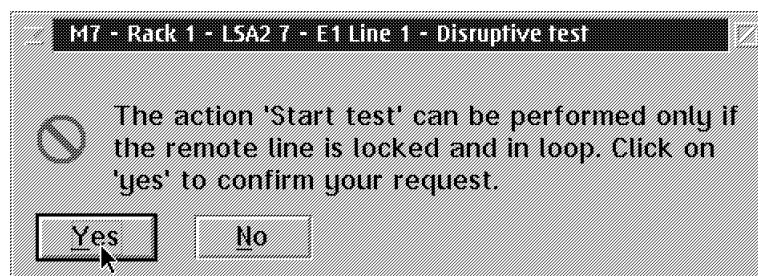 M7 - Rack 1 - LSA2 7 - E1 Line 1 - Disruptive test
The action 'Start test' can be performed only if
the remote line is locked and in loop. Click on
'yes' to confirm your request.
Yes No